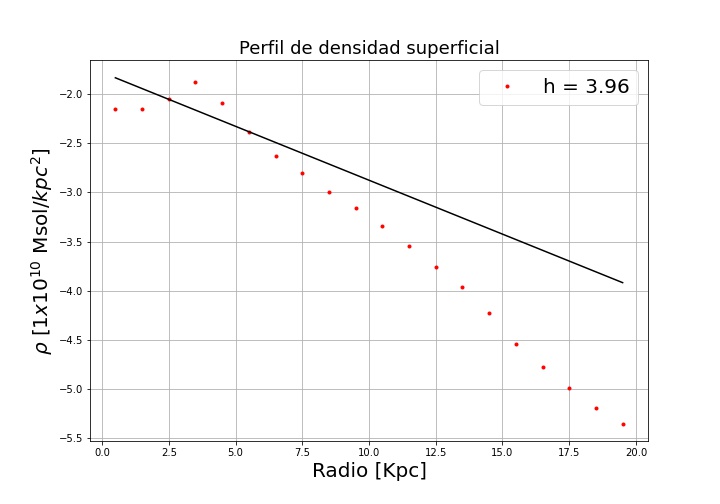 Perfil de densidad superficial
h = 3.96
ρ [1x10^{10} Msol/kpc^2]
−2.0
−2.5
−3.0
−3.5
−4.0
−4.5
−5.0
−5.5
0.0 2.5 5.0 7.5 10.0 12.5 15.0 17.5 20.0
Radio [Kpc]